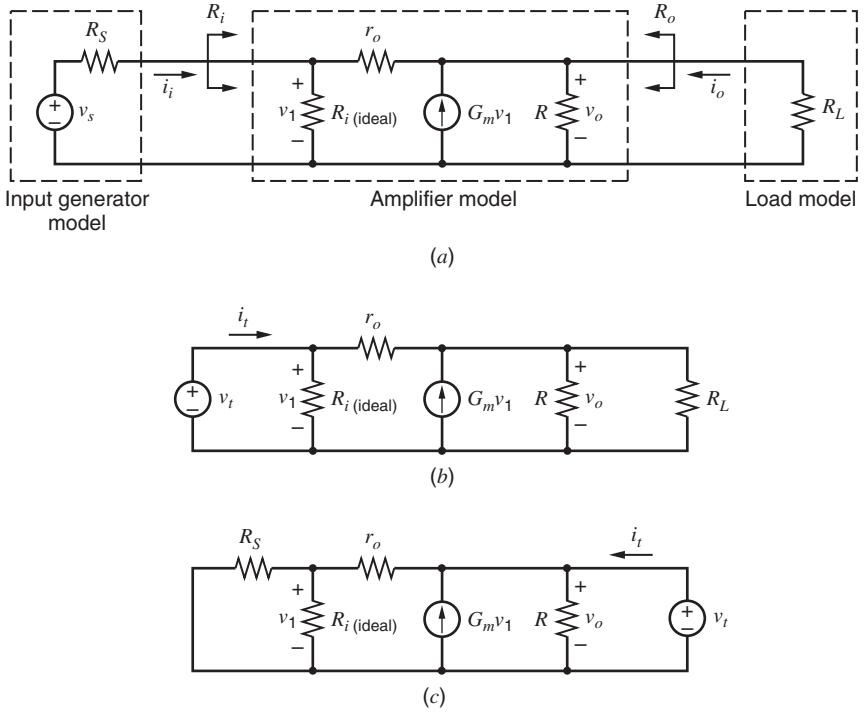 R_i
R_o
R_S
r_o
i_i
i_o
+
−
v_s
+
v_1
−
R_i (ideal)
G_m v_1
R
+
v_o
−
R_L
Input generator
model
Amplifier model
Load model
(a)
i_t
r_o
+
−
v_t
+
v_1
−
R_i (ideal)
G_m v_1
R
+
v_o
−
R_L
(b)
R_S
r_o
i_t
+
v_1
−
R_i (ideal)
G_m v_1
R
+
v_o
−
+
−
v_t
(c)